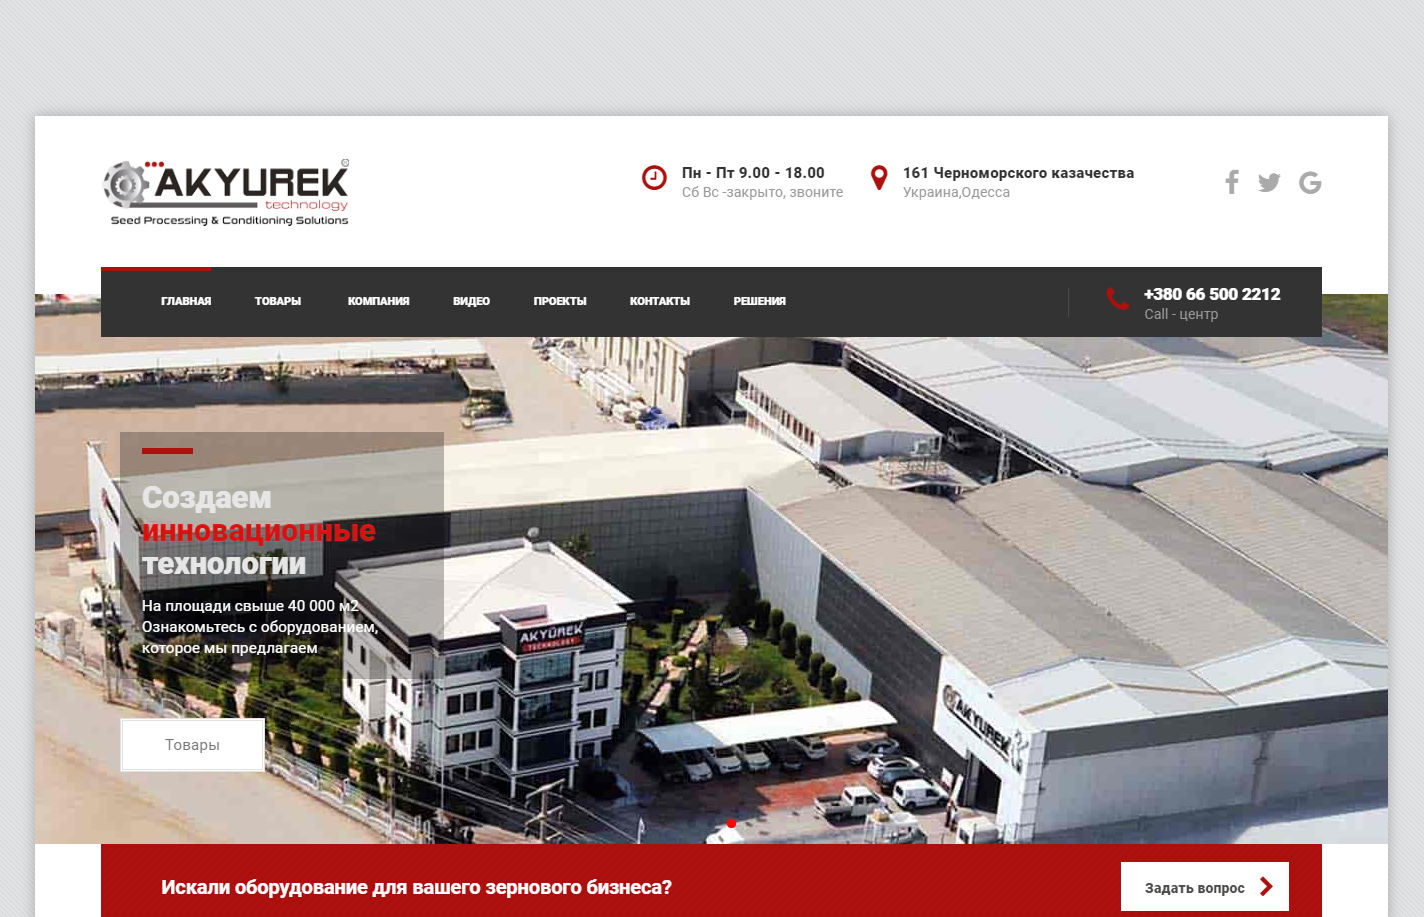 AKYUREK
technology
Seed Processing & Conditioning Solutions
Пн - Пт 9.00 - 18.00
Сб Вс -закрыто, звоните
161 Черноморского казачества
Украина,Одесса
ГЛАВНАЯ
ТОВАРЫ
КОМПАНИЯ
ВИДЕО
ПРОЕКТЫ
КОНТАКТЫ
РЕШЕНИЯ
+380 66 500 2212
Call - центр
Создаем
инновационные
технологии
На площади свыше 40 000 м2
Ознакомьтесь с оборудованием,
которое мы предлагаем
AKYÜREK
TECHNOLOGY
AKYUREK
Товары
Искали оборудование для вашего зернового бизнеса?
Задать вопрос